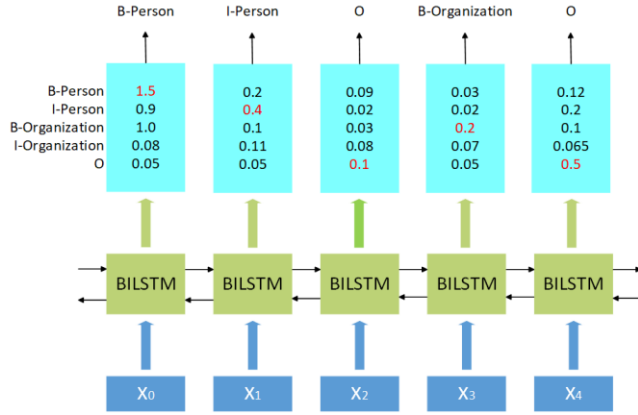 B-Person I-Person O B-Organization O
B-Person 1.5 0.2 0.09 0.03 0.12
I-Person 0.9 0.4 0.02 0.02 0.2
B-Organization 1.0 0.1 0.03 0.2 0.1
I-Organization 0.08 0.11 0.08 0.07 0.065
O 0.05 0.05 0.1 0.05 0.5
BILSTM BILSTM BILSTM BILSTM BILSTM
X0 X1 X2 X3 X4